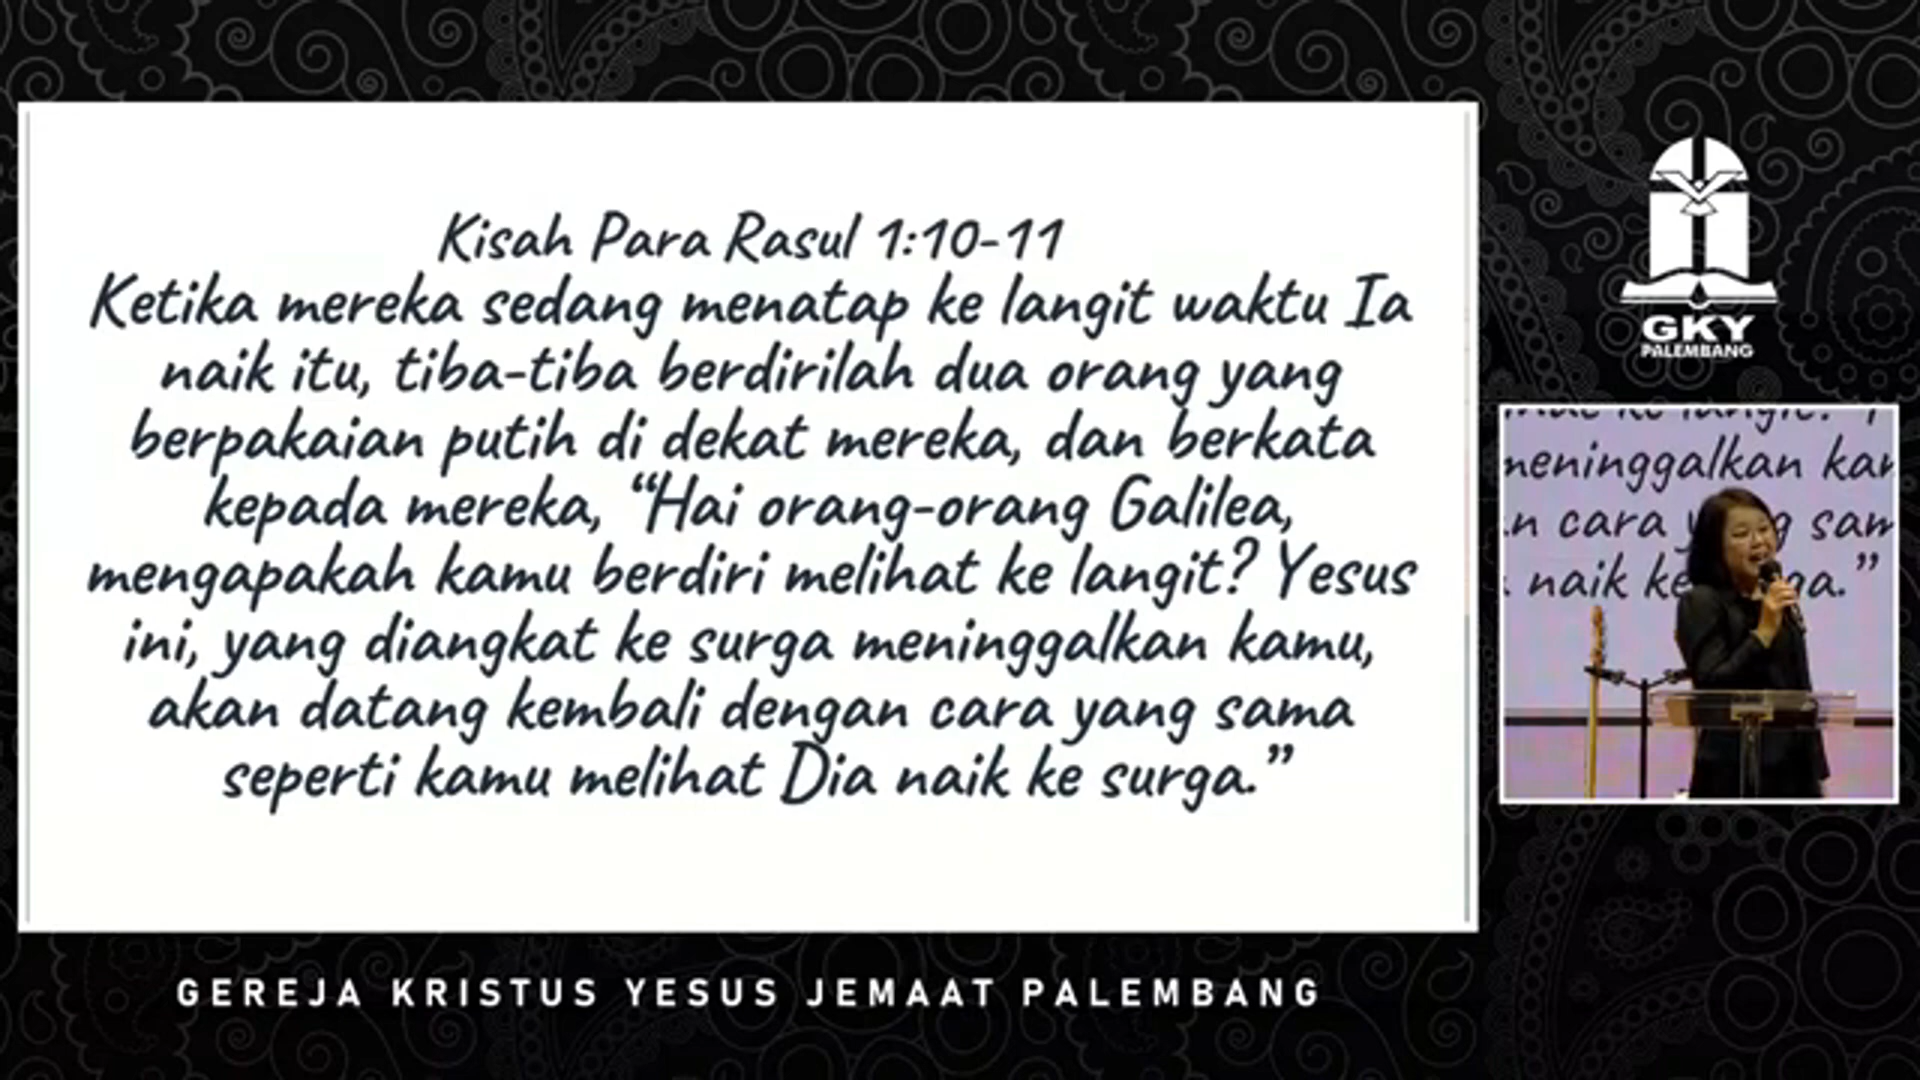 Kisah Para Rasul 1:10-11
Ketika mereka sedang menatap ke langit waktu Ia
naik itu, tiba-tiba berdirilah dua orang yang
berpakaian putih di dekat mereka, dan berkata
kepada mereka, “Hai orang-orang Galilea,
mengapakah kamu berdiri melihat ke langit? Yesus
ini, yang diangkat ke surga meninggalkan kamu,
akan datang kembali dengan cara yang sama
seperti kamu melihat Dia naik ke surga.”
GKY
PALEMBANG
meninggalkan
cara sam
naik ke
GEREJA KRISTUS YESUS JEMAAT PALEMBANG